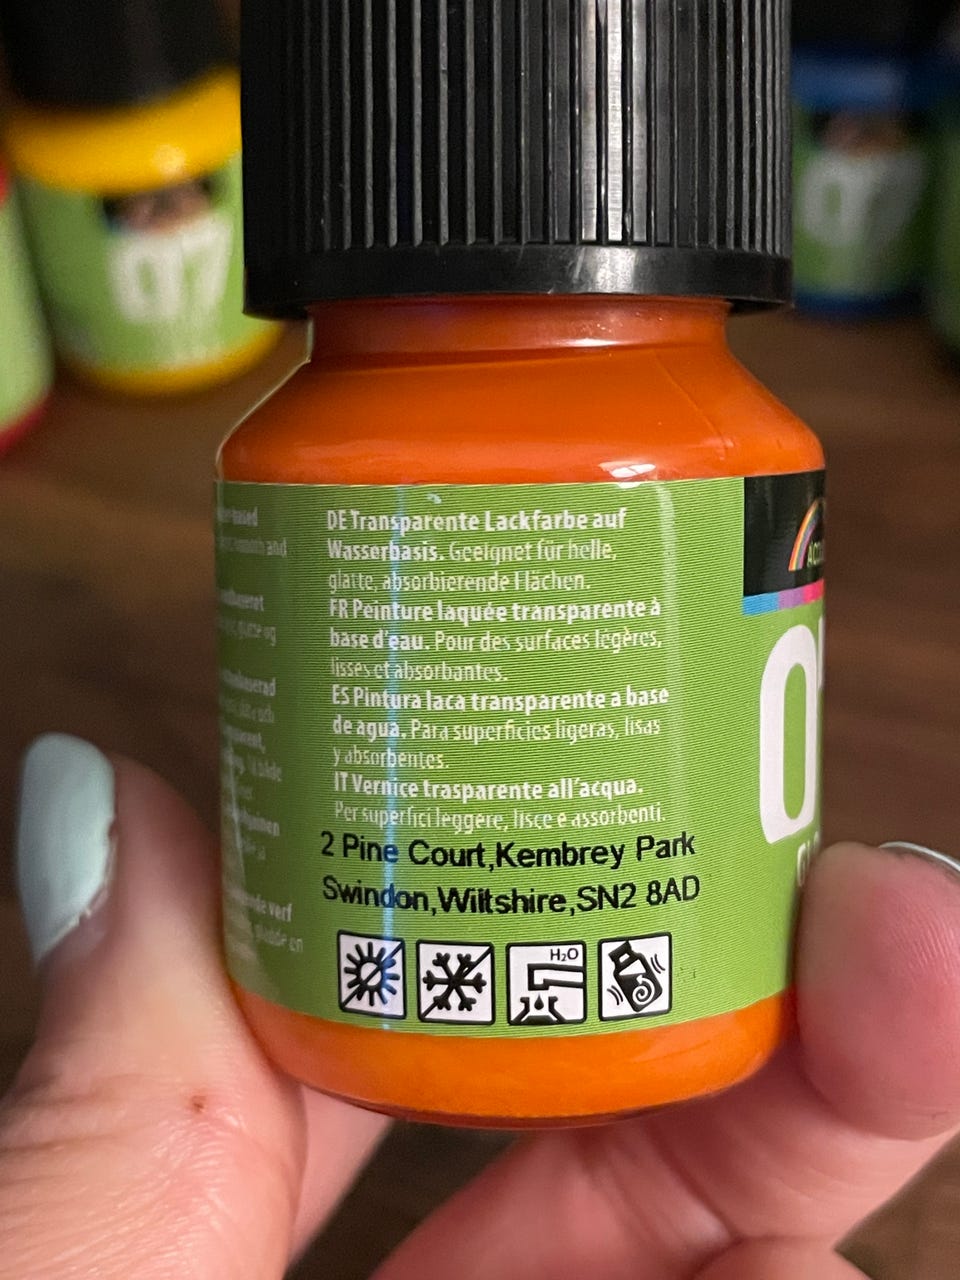 DE Transparente Lackfarbe auf
Wasserbasis. Geeignet für helle,
glatte, absorbierende Flächen.
FR Peinture laquée transparente à
base d'eau. Pour des surfaces légères,
lisses et absorbantes.
ES Pintura laca transparente a base
de agua. Para superficies ligeras, lisas
y absorbentes.
IT Vernice trasparente all'acqua.
Per superfici leggere, lisce e assorbenti.
2 Pine Court,Kembrey Park
Swindon,Wiltshire,SN2 8AD
H₂O